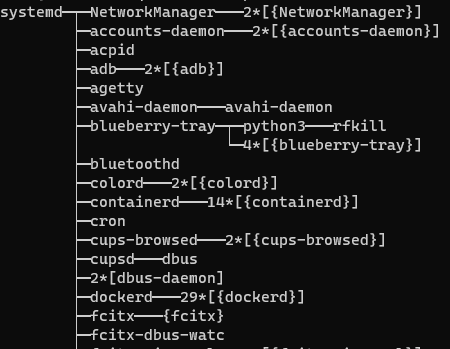 systemd─┬─NetworkManager───2*[{NetworkManager}]
├─accounts-daemon───2*[{accounts-daemon}]
├─acpid
├─adb───2*[{adb}]
├─agetty
├─avahi-daemon───avahi-daemon
├─blueberry-tray─┬─python3───rfkill
└─4*[{blueberry-tray}]
├─bluetoothd
├─colord───2*[{colord}]
├─containerd───14*[{containerd}]
├─cron
├─cups-browsed───2*[{cups-browsed}]
├─cupsd───dbus
├─2*[dbus-daemon]
├─dockerd───29*[{dockerd}]
├─fcitx───{fcitx}
├─fcitx-dbus-watc